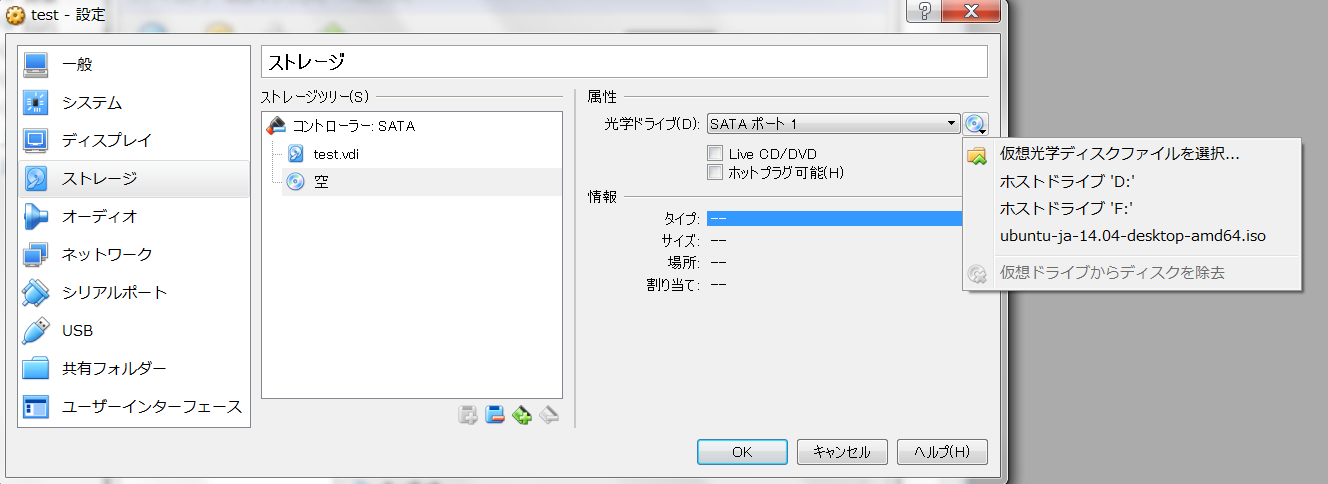 test - 設定
一般
システム
ディスプレイ
ストレージ
オーディオ
ネットワーク
シリアルポート
USB
共有フォルダー
ユーザーインターフェース
ストレージ
ストレージツリー(S)
コントローラー: SATA
test.vdi
空
属性
光学ドライブ(D): SATA ポート 1
Live CD/DVD
ホットプラグ可能(H)
情報
タイプ: --
サイズ: --
場所: --
割り当て: --
仮想光学ディスクファイルを選択...
ホストドライブ 'D:'
ホストドライブ 'F:'
ubuntu-ja-14.04-desktop-amd64.iso
仮想ドライブからディスクを除去
OK キャンセル ヘルプ(H)